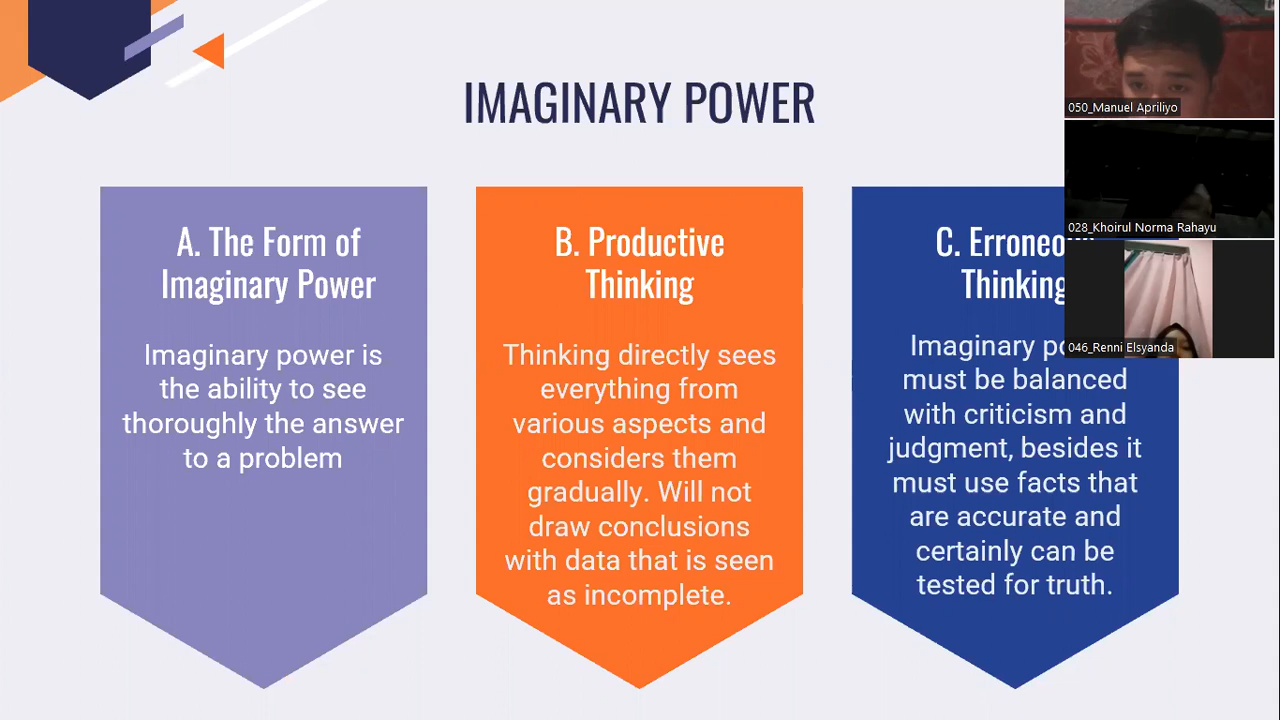 IMAGINARY POWER
A. The Form of
Imaginary Power
Imaginary power is
the ability to see
thoroughly the answer
to a problem
B. Productive
Thinking
Thinking directly sees
everything from
various aspects and
considers them
gradually. Will not
draw conclusions
with data that is seen
as incomplete.
C.
Thinking
Imaginary
must be balanced
with criticism and
judgment, besides it
must use facts that
are accurate and
certainly can be
tested for truth.
050_Manuel Apriliyo
028_Khoirul Norma Rahayu
046_Renni Elsyanda